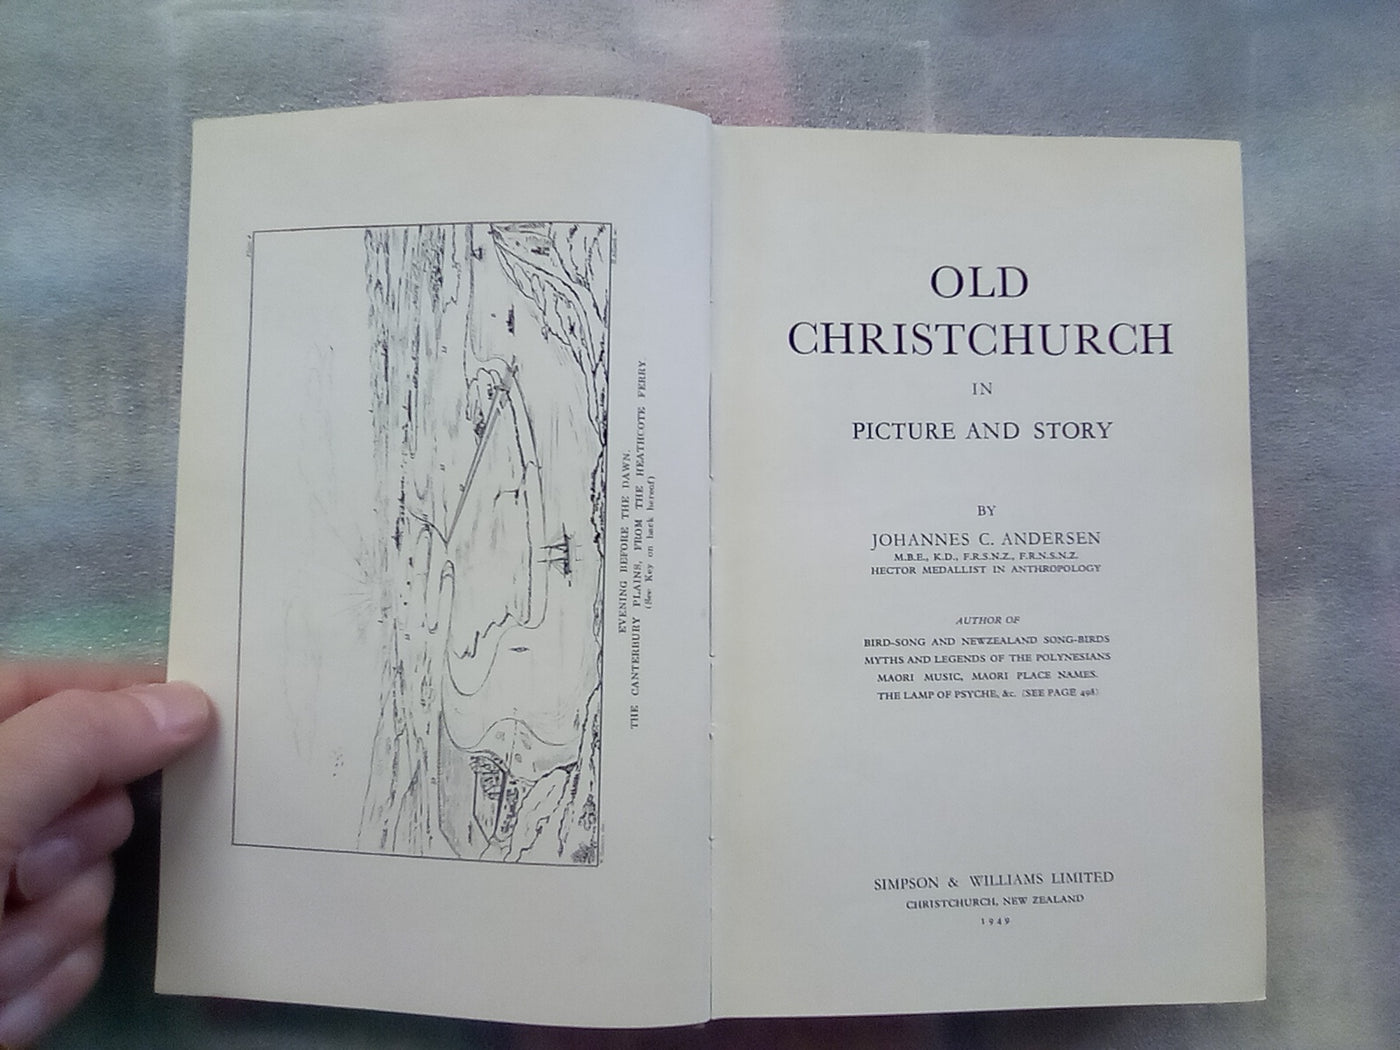 EVENING BEFORE THE DAWN.
THE CANTERBURY PLAINS, FROM THE HEATHCOTE FERRY.
(See Key on back hereof)
OLD
CHRISTCHURCH
IN
PICTURE AND STORY
BY
JOHANNES C. ANDERSEN
M.B.E., K.D., F.R.S.N.Z., F.R.N.S.N.Z.
HECTOR MEDALLIST IN ANTHROPOLOGY
AUTHOR OF
BIRD-SONG AND NEWZEALAND SONG-BIRDS
MYTHS AND LEGENDS OF THE POLYNESIANS
MAORI MUSIC, MAORI PLACE NAMES.
THE LAMP OF PSYCHE, &c. (SEE PAGE 498)
SIMPSON & WILLIAMS LIMITED
CHRISTCHURCH, NEW ZEALAND
1949